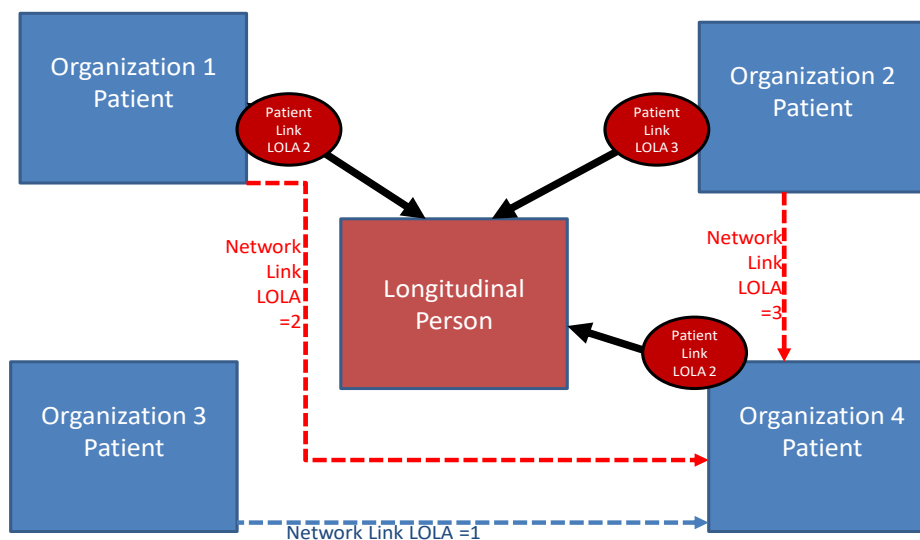 Organization 1
Patient
Organization 2
Patient
Patient
Link
LOLA 2
Patient
Link
LOLA 3
Network
Link
LOLA
=2
Longitudinal
Person
Network
Link
LOLA
=3
Patient
Link
LOLA 2
Organization 3
Patient
Organization 4
Patient
Network Link LOLA =1